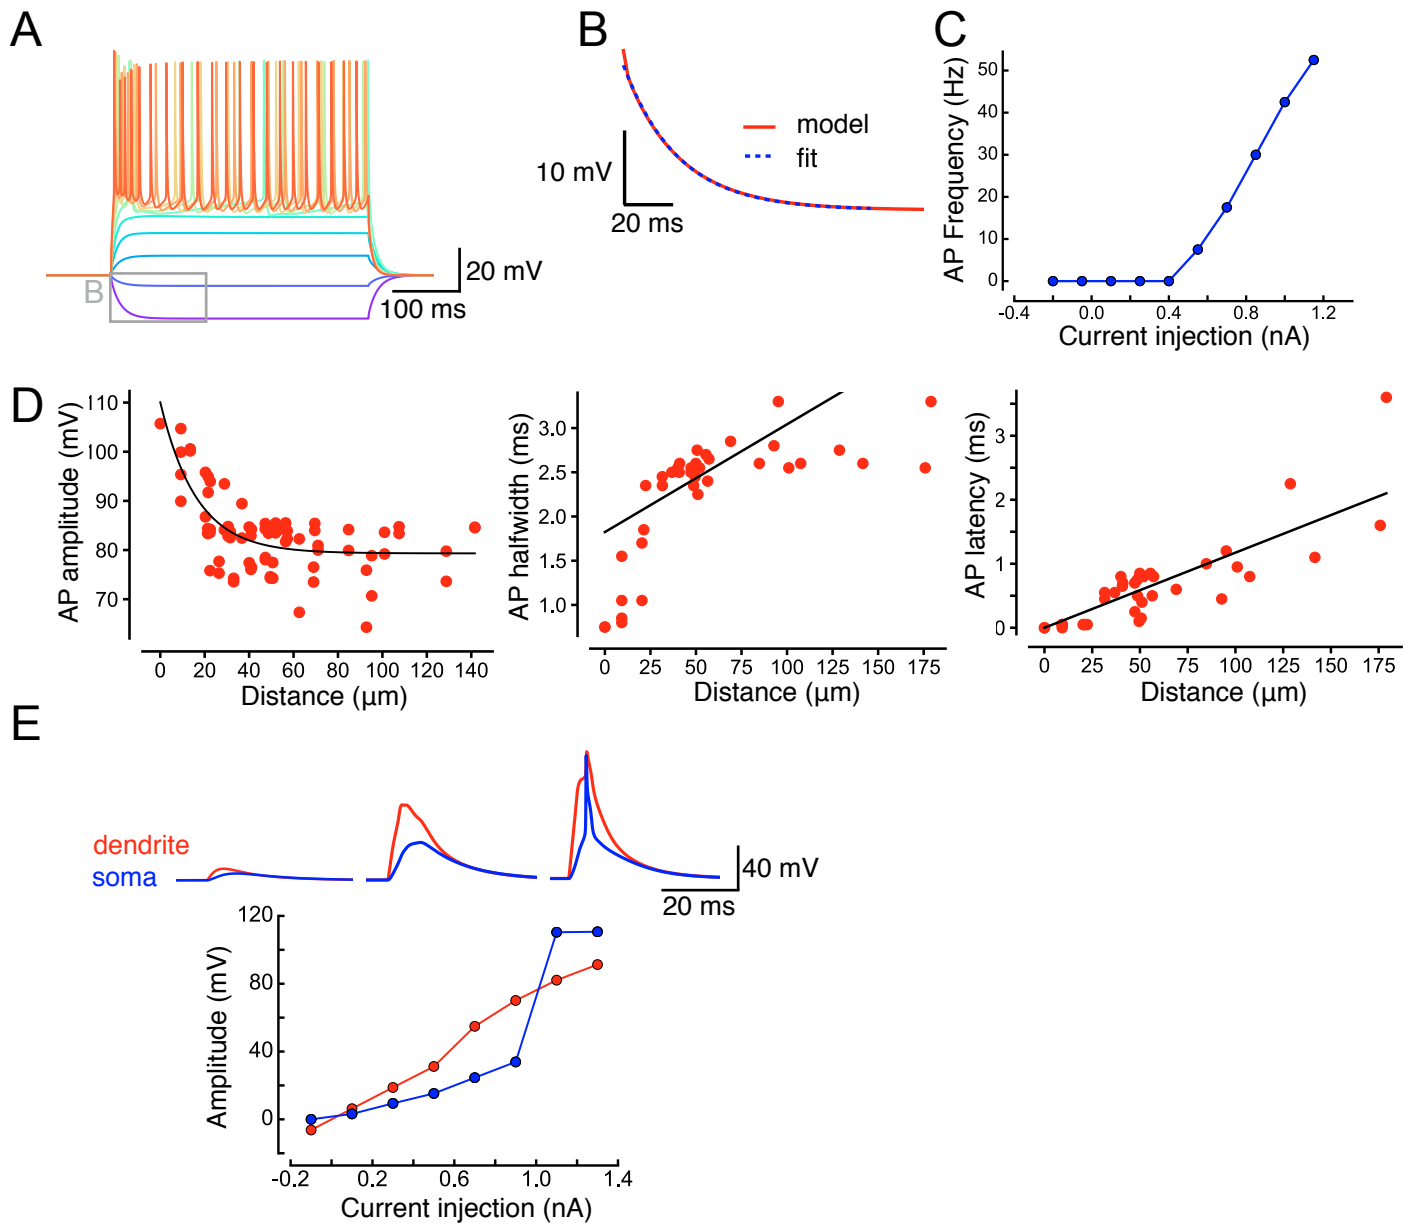 A
B
20 mV
100 ms
B
model
fit
10 mV
20 ms
C
AP Frequency (Hz)
50
40
30
20
10
0
-0.4
0.0
0.4
0.8
1.2
Current injection (nA)
D
AP amplitude (mV)
110
100
90
80
70
0
20
40
60
80
100
120
140
Distance (µm)
AP halfwidth (ms)
3.0
2.5
2.0
1.5
1.0
0
25
50
75
100
125
150
175
Distance (µm)
AP latency (ms)
3
2
1
0
0
25
50
75
100
125
150
175
Distance (µm)
E
dendrite
soma
40 mV
20 ms
Amplitude (mV)
120
80
40
0
-0.2
0.2
0.6
1.0
1.4
Current injection (nA)